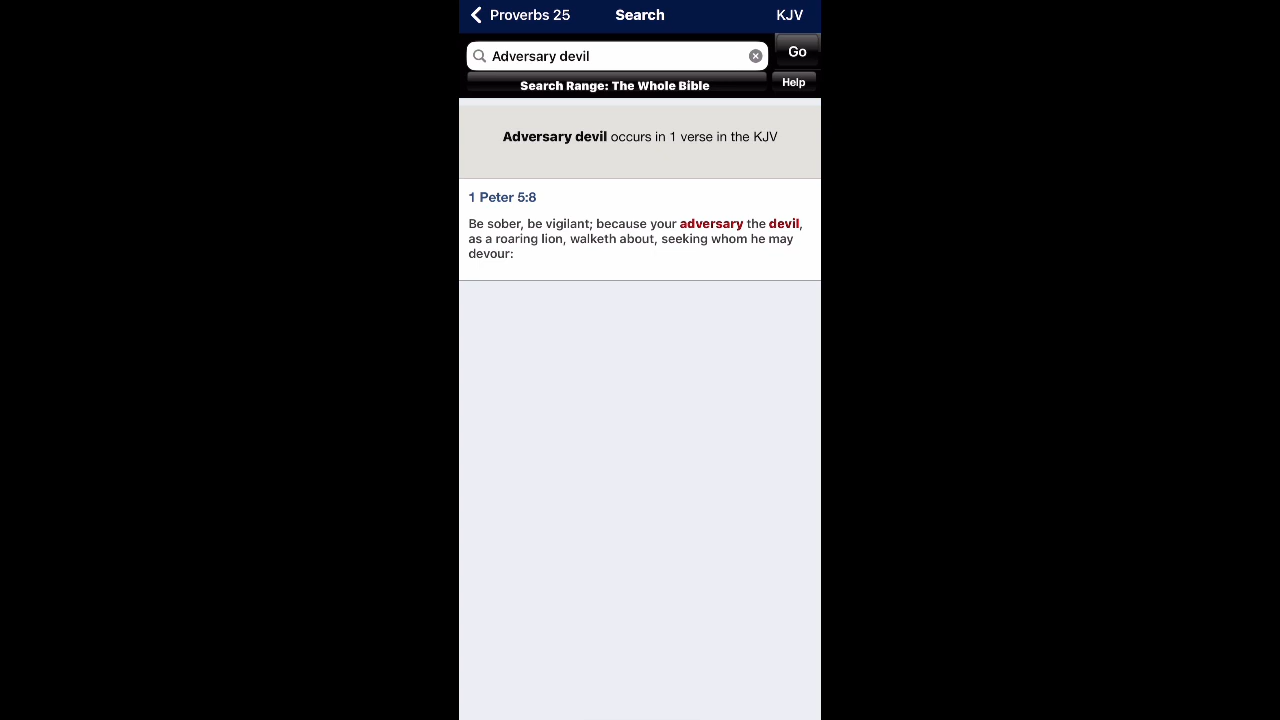 Proverbs 25 Search KJV
Adversary devil Go
Search Range: The Whole Bible Help
Adversary devil occurs in 1 verse in the KJV
1 Peter 5:8
Be sober, be vigilant; because your adversary the devil,
as a roaring lion, walketh about, seeking whom he may
devour: